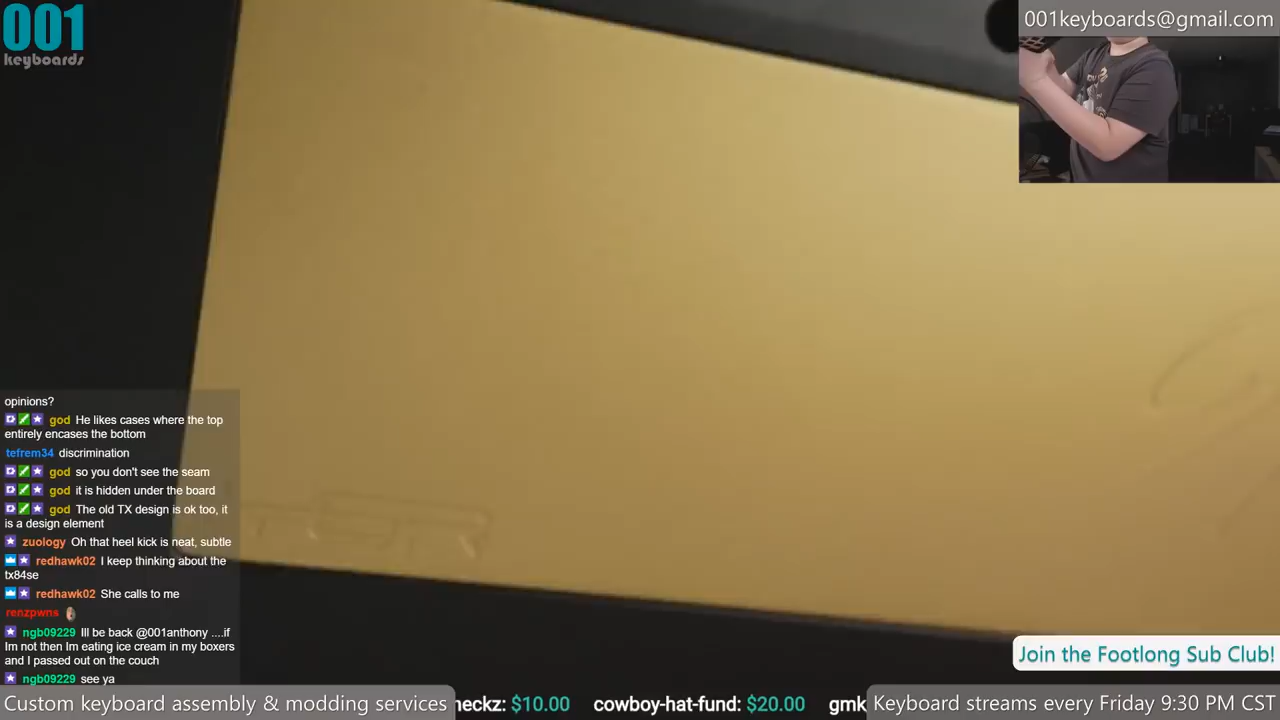 001
keyboards
001keyboards@gmail.com
opinions?
god He likes cases where the top
entirely encases the bottom
tefrem34 discrimination
god so you don't see the seam
god it is hidden under the board
god The old TX design is ok too, it
is a design element
zuology Oh that heel kick is neat, subtle
redhawk02 I keep thinking about the
tx84se
redhawk02 She calls to me
renzpwns
ngb09229 Ill be back @001anthony ....if
Im not then Im eating ice cream in my boxers
and I passed out on the couch
ngb09229 see ya
Join the Footlong Sub Club!
Custom keyboard assembly & modding services
heckz: $10.00 cowboy-hat-fund: $20.00 gmk
Keyboard streams every Friday 9:30 PM CST